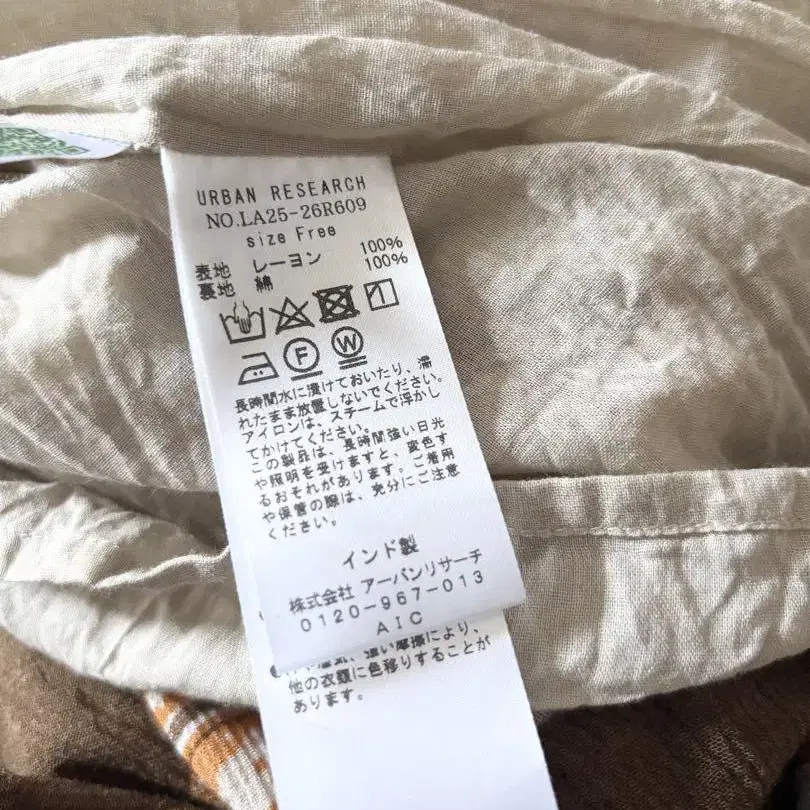 URBAN RESEARCH
NO.LA25-26R609
size Free
表地 レーヨン 100%
裏地 綿 100%
F W
長時間水に漬けておいたり、濡
れたまま放置しないでください。
アイロンは、スチームで浮かし
てかけてください。
この製品は、長時間強い日光
や照明を受けますと、変色す
るおそれがあります。ご着用
や保管の際は、充分にご注意
ください。
インド製
株式会社 アーバンリサーチ
0120-967-013
AIC
強い摩擦により、
他の衣類に色移りすることが
あります。